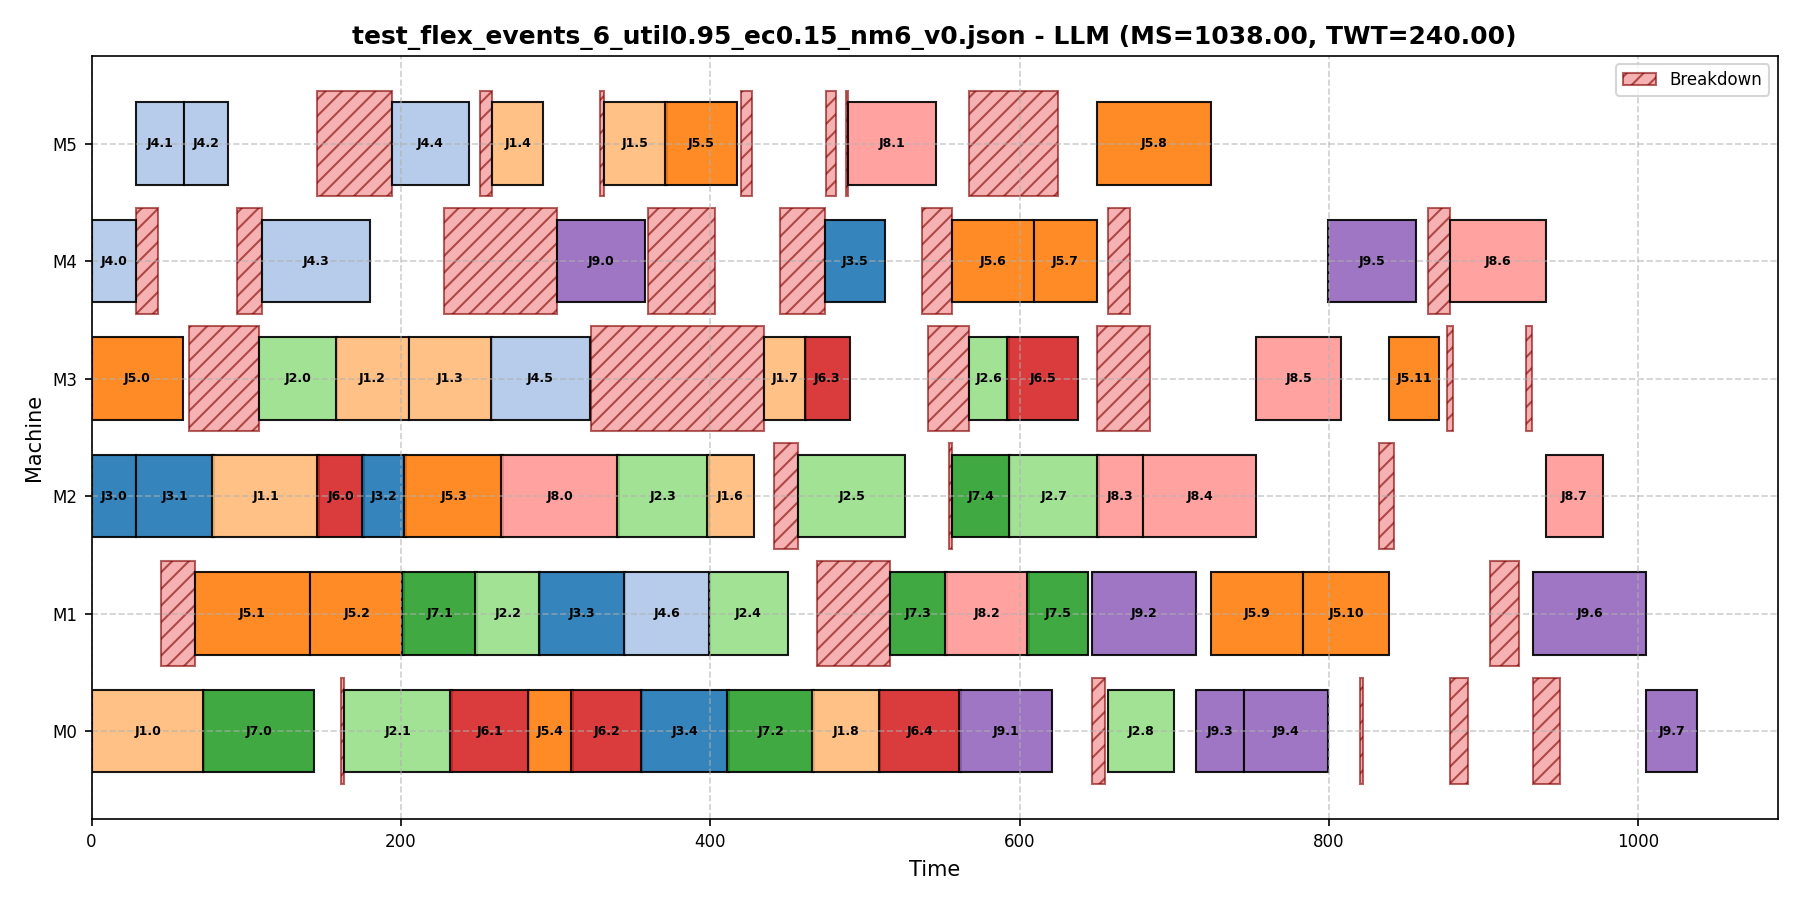 test_flex_events_6_util0.95_ec0.15_nm6_v0.json - LLM (MS=1038.00, TWT=240.00)
Breakdown
M5
J4.1 J4.2 J4.4 J1.4 J1.5 J5.5 J8.1 J5.8
M4
J4.0 J4.3 J9.0 J3.5 J5.6 J5.7 J9.5 J8.6
M3
J5.0 J2.0 J1.2 J1.3 J4.5 J1.7 J6.3 J2.6 J6.5 J8.5 J5.11
M2
J3.0 J3.1 J1.1 J6.0 J3.2 J5.3 J8.0 J2.3 J1.6 J2.5 J7.4 J2.7 J8.3 J8.4 J8.7
M1
J5.1 J5.2 J7.1 J2.2 J3.3 J4.6 J2.4 J7.3 J8.2 J7.5 J9.2 J5.9 J5.10 J9.6
M0
J1.0 J7.0 J2.1 J6.1 J5.4 J6.2 J3.4 J7.2 J1.8 J6.4 J9.1 J2.8 J9.3 J9.4 J9.7
Machine
0 200 400 600 800 1000
Time